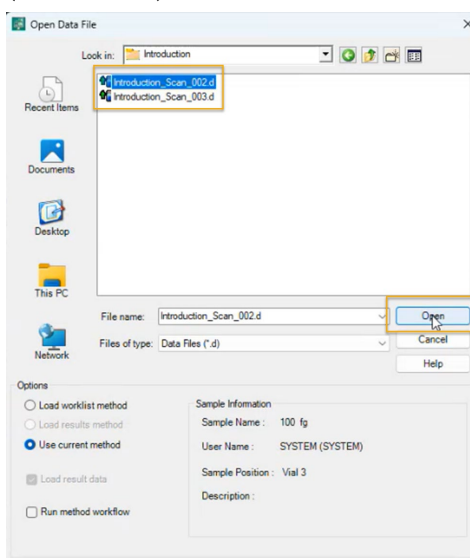 Open Data File
Look in: Introduction
Introduction_Scan_002.d
Introduction_Scan_003.d
Recent Items
Documents
Desktop
This PC
Network
File name: Introduction_Scan_002.d Open
Files of type: Data Files (*.d) Cancel
Help
Options
Load worklist method
Load results method
Use current method
Load result data
Run method workflow
Sample Information
Sample Name : 100 fg
User Name : SYSTEM (SYSTEM)
Sample Position : Vial 3
Description :